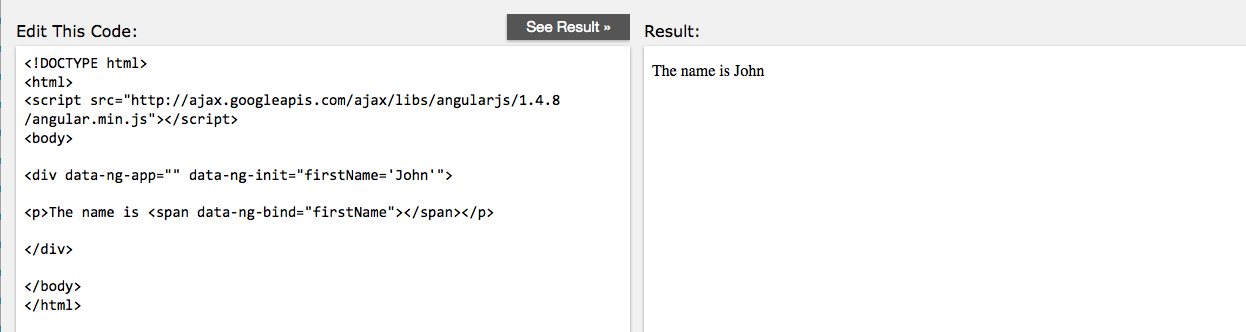 Edit This Code:
See Result »
Result:
<!DOCTYPE html>
<html>
<script src="http://ajax.googleapis.com/ajax/libs/angularjs/1.4.8
/angular.min.js"></script>
<body>
<div data-ng-app="" data-ng-init="firstName='John'">
<p>The name is <span data-ng-bind="firstName"></span></p>
</div>
</body>
</html>
The name is John